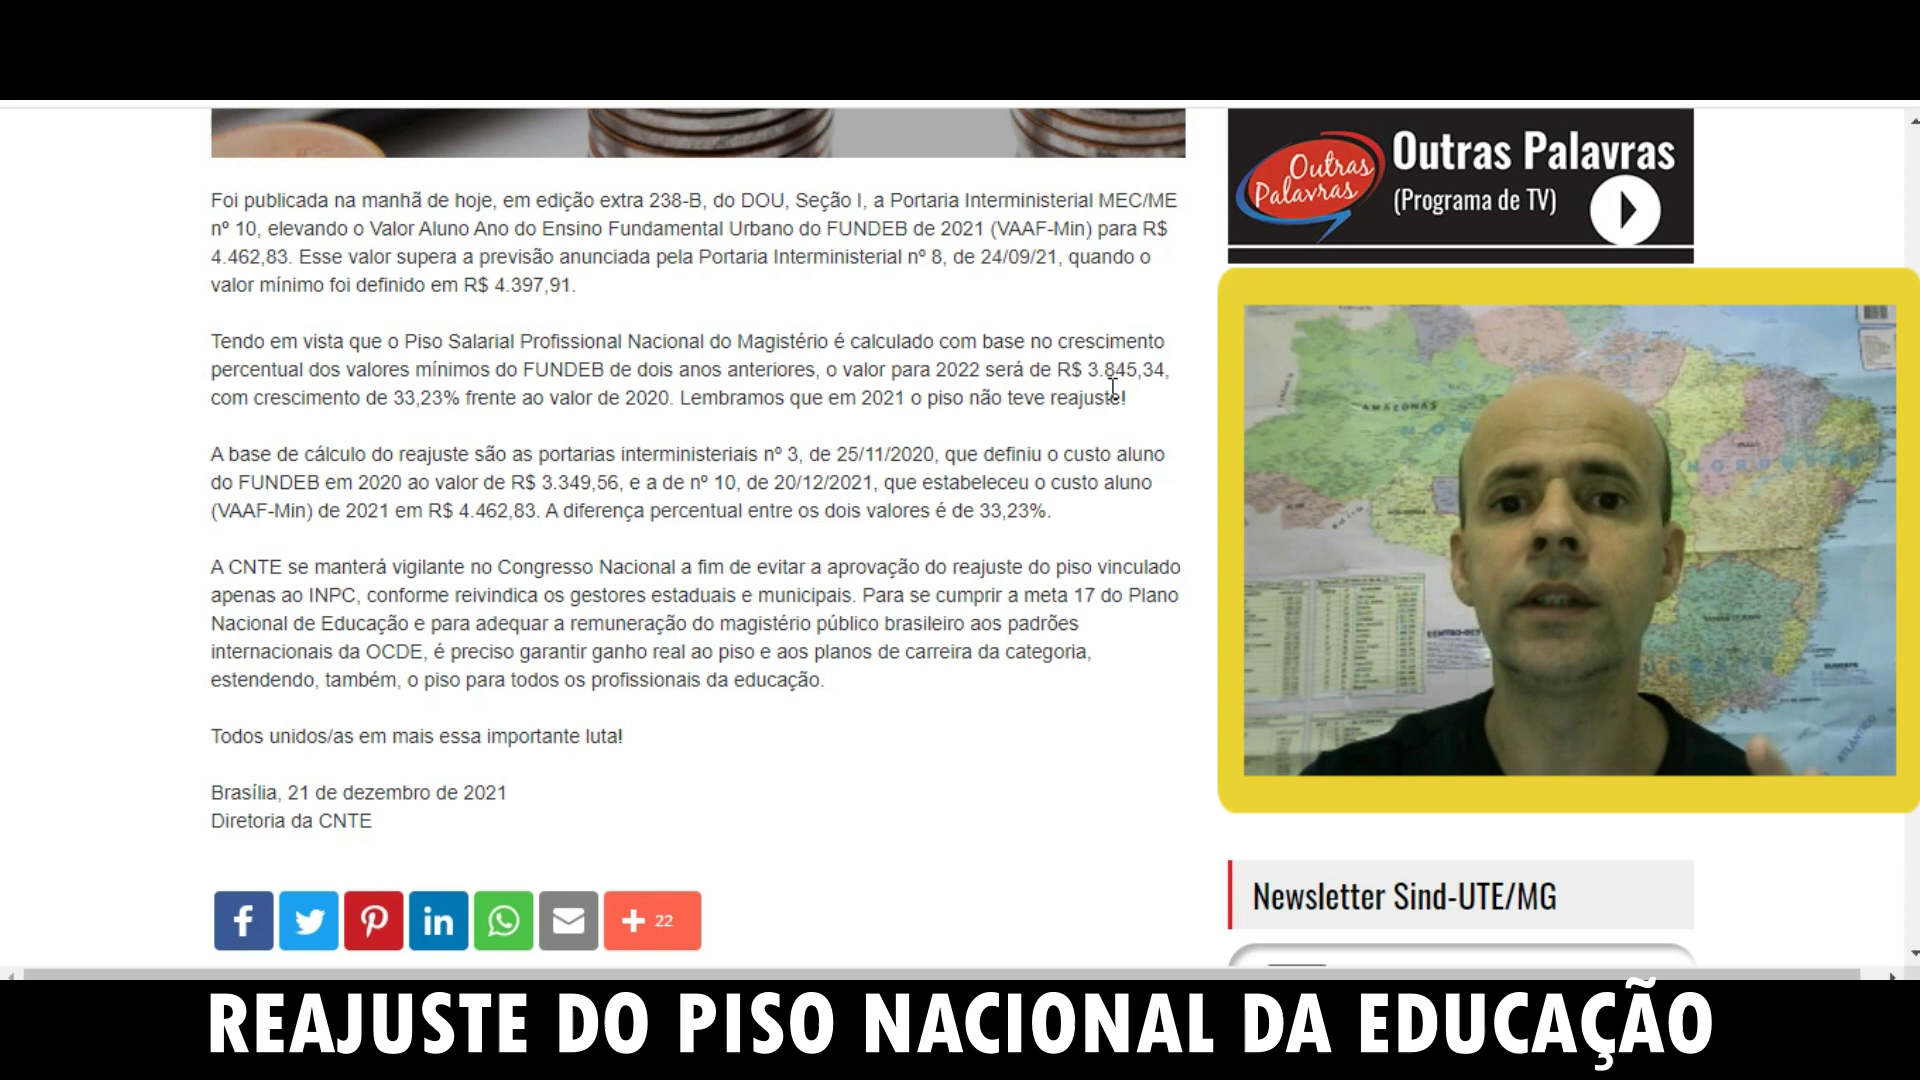 Foi publicada na manhã de hoje, em edição extra 238-B, do DOU, Seção I, a Portaria Interministerial MEC/ME
nº 10, elevando o Valor Aluno Ano do Ensino Fundamental Urbano do FUNDEB de 2021 (VAAF-Min) para R$
4.462,83. Esse valor supera a previsão anunciada pela Portaria Interministerial nº 8, de 24/09/21, quando o
valor mínimo foi definido em R$ 4.397,91.
Tendo em vista que o Piso Salarial Profissional Nacional do Magistério é calculado com base no crescimento
percentual dos valores mínimos do FUNDEB de dois anos anteriores, o valor para 2022 será de R$ 3.845,34,
com crescimento de 33,23% frente ao valor de 2020. Lembramos que em 2021 o piso não teve reajuste!
A base de cálculo do reajuste são as portarias interministeriais nº 3, de 25/11/2020, que definiu o custo aluno
do FUNDEB em 2020 ao valor de R$ 3.349,56, e a de nº 10, de 20/12/2021, que estabeleceu o custo aluno
(VAAF-Min) de 2021 em R$ 4.462,83. A diferença percentual entre os dois valores é de 33,23%.
A CNTE se manterá vigilante no Congresso Nacional a fim de evitar a aprovação do reajuste do piso vinculado
apenas ao INPC, conforme reivindica os gestores estaduais e municipais. Para se cumprir a meta 17 do Plano
Nacional de Educação e para adequar a remuneração do magistério público brasileiro aos padrões
internacionais da OCDE, é preciso garantir ganho real ao piso e aos planos de carreira da categoria,
estendendo, também, o piso para todos os profissionais da educação.
Todos unidos/as em mais essa importante luta!
Brasília, 21 de dezembro de 2021
Diretoria da CNTE
22
Outras
Palavras
Outras Palavras
(Programa de TV)
AMAZONAS
Newsletter Sind-UTE/MG
REAJUSTE DO PISO NACIONAL DA EDUCAÇÃO